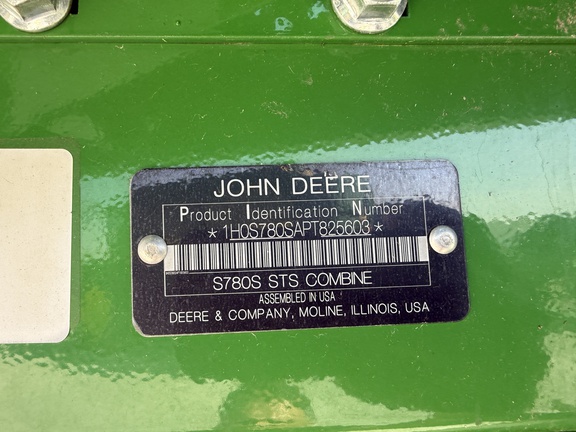 JOHN DEERE
Product Identification Number
*1H0S780SAPT825603*
S780S STS COMBINE
ASSEMBLED IN USA
DEERE & COMPANY, MOLINE, ILLINOIS, USA